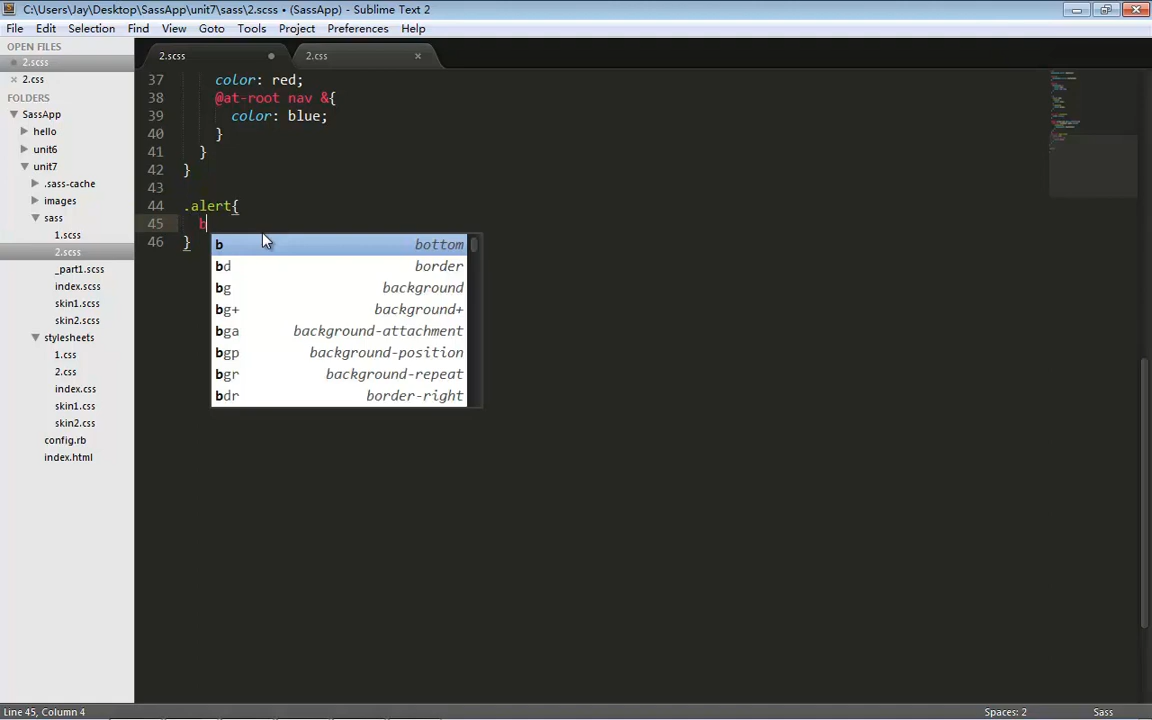 C:\Users\Jay\Desktop\SassApp\unit7\sass\2.scss • (SassApp) - Sublime Text 2
File Edit Selection Find View Goto Tools Project Preferences Help
OPEN FILES
2.scss
2.css
FOLDERS
SassApp
hello
unit6
unit7
.sass-cache
images
sass
1.scss
2.scss
_part1.scss
index.scss
skin1.scss
skin2.scss
stylesheets
1.css
2.css
index.css
skin1.css
skin2.css
config.rb
index.html
2.scss 2.css
37 color: red;
38 @at-root nav &{
39 color: blue;
40 }
41 }
42 }
43
44 .alert{
45 b
46 }
b bottom
bd border
bg background
bg+ background+
bga background-attachment
bgp background-position
bgr background-repeat
bdr border-right
Line 45, Column 4 Spaces: 2 Sass